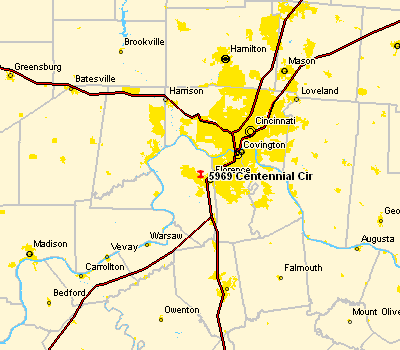 Brookville
Hamilton
Greensburg
Mason
Batesville
Harrison
Loveland
Cincinnati
Covington
Florence
5969 Centennial Cir
Geo
Warsaw
Madison
Vevay
Augusta
Carrollton
Falmouth
Bedford
Owenton
Mount Olive